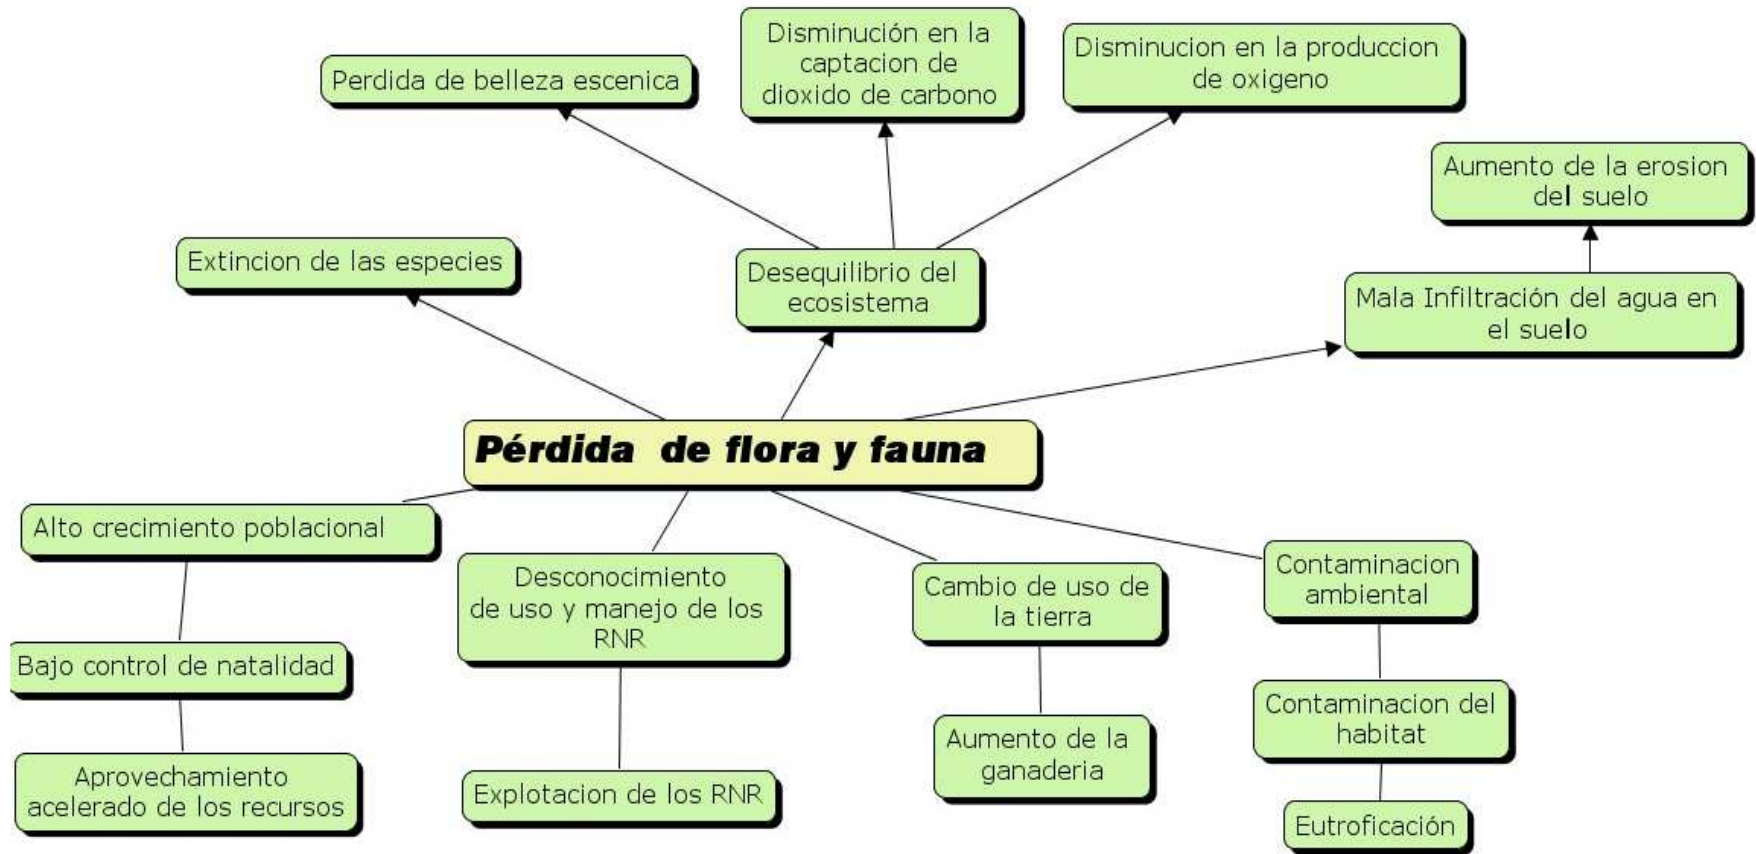 Perdida de belleza escenica
Disminución en la
captacion de
dioxido de carbono
Disminucion en la produccion
de oxigeno
Aumento de la erosion
del suelo
Extincion de las especies
Desequilibrio del
ecosistema
Mala Infiltración del agua en
el suelo
Pérdida de flora y fauna
Alto crecimiento poblacional
Desconocimiento
de uso y manejo de los
RNR
Cambio de uso de
la tierra
Contaminacion
ambiental
Bajo control de natalidad
Contaminacion del
habitat
Aprovechamiento
acelerado de los recursos
Explotacion de los RNR
Aumento de la
ganaderia
Eutroficación